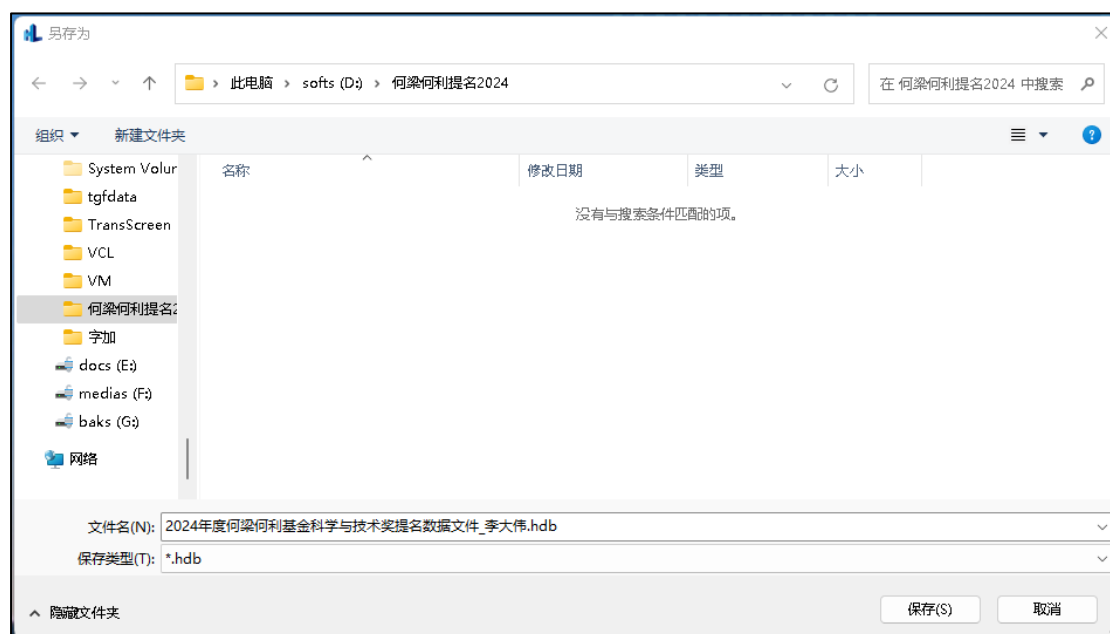 另存为
此电脑 > softs (D:) > 何梁何利提名2024
在 何梁何利提名2024 中搜索
组织 新建文件夹
名称 修改日期 类型 大小
没有与搜索条件匹配的项。
System Volur
tgfdata
TransScreen
VCL
VM
何梁何利提名2
字加
docs (E:)
medias (F:)
baks (G:)
网络
文件名(N): 2024年度何梁何利基金科学与技术奖提名数据文件_李大伟.hdb
保存类型(T): *.hdb
隐藏文件夹 保存(S) 取消